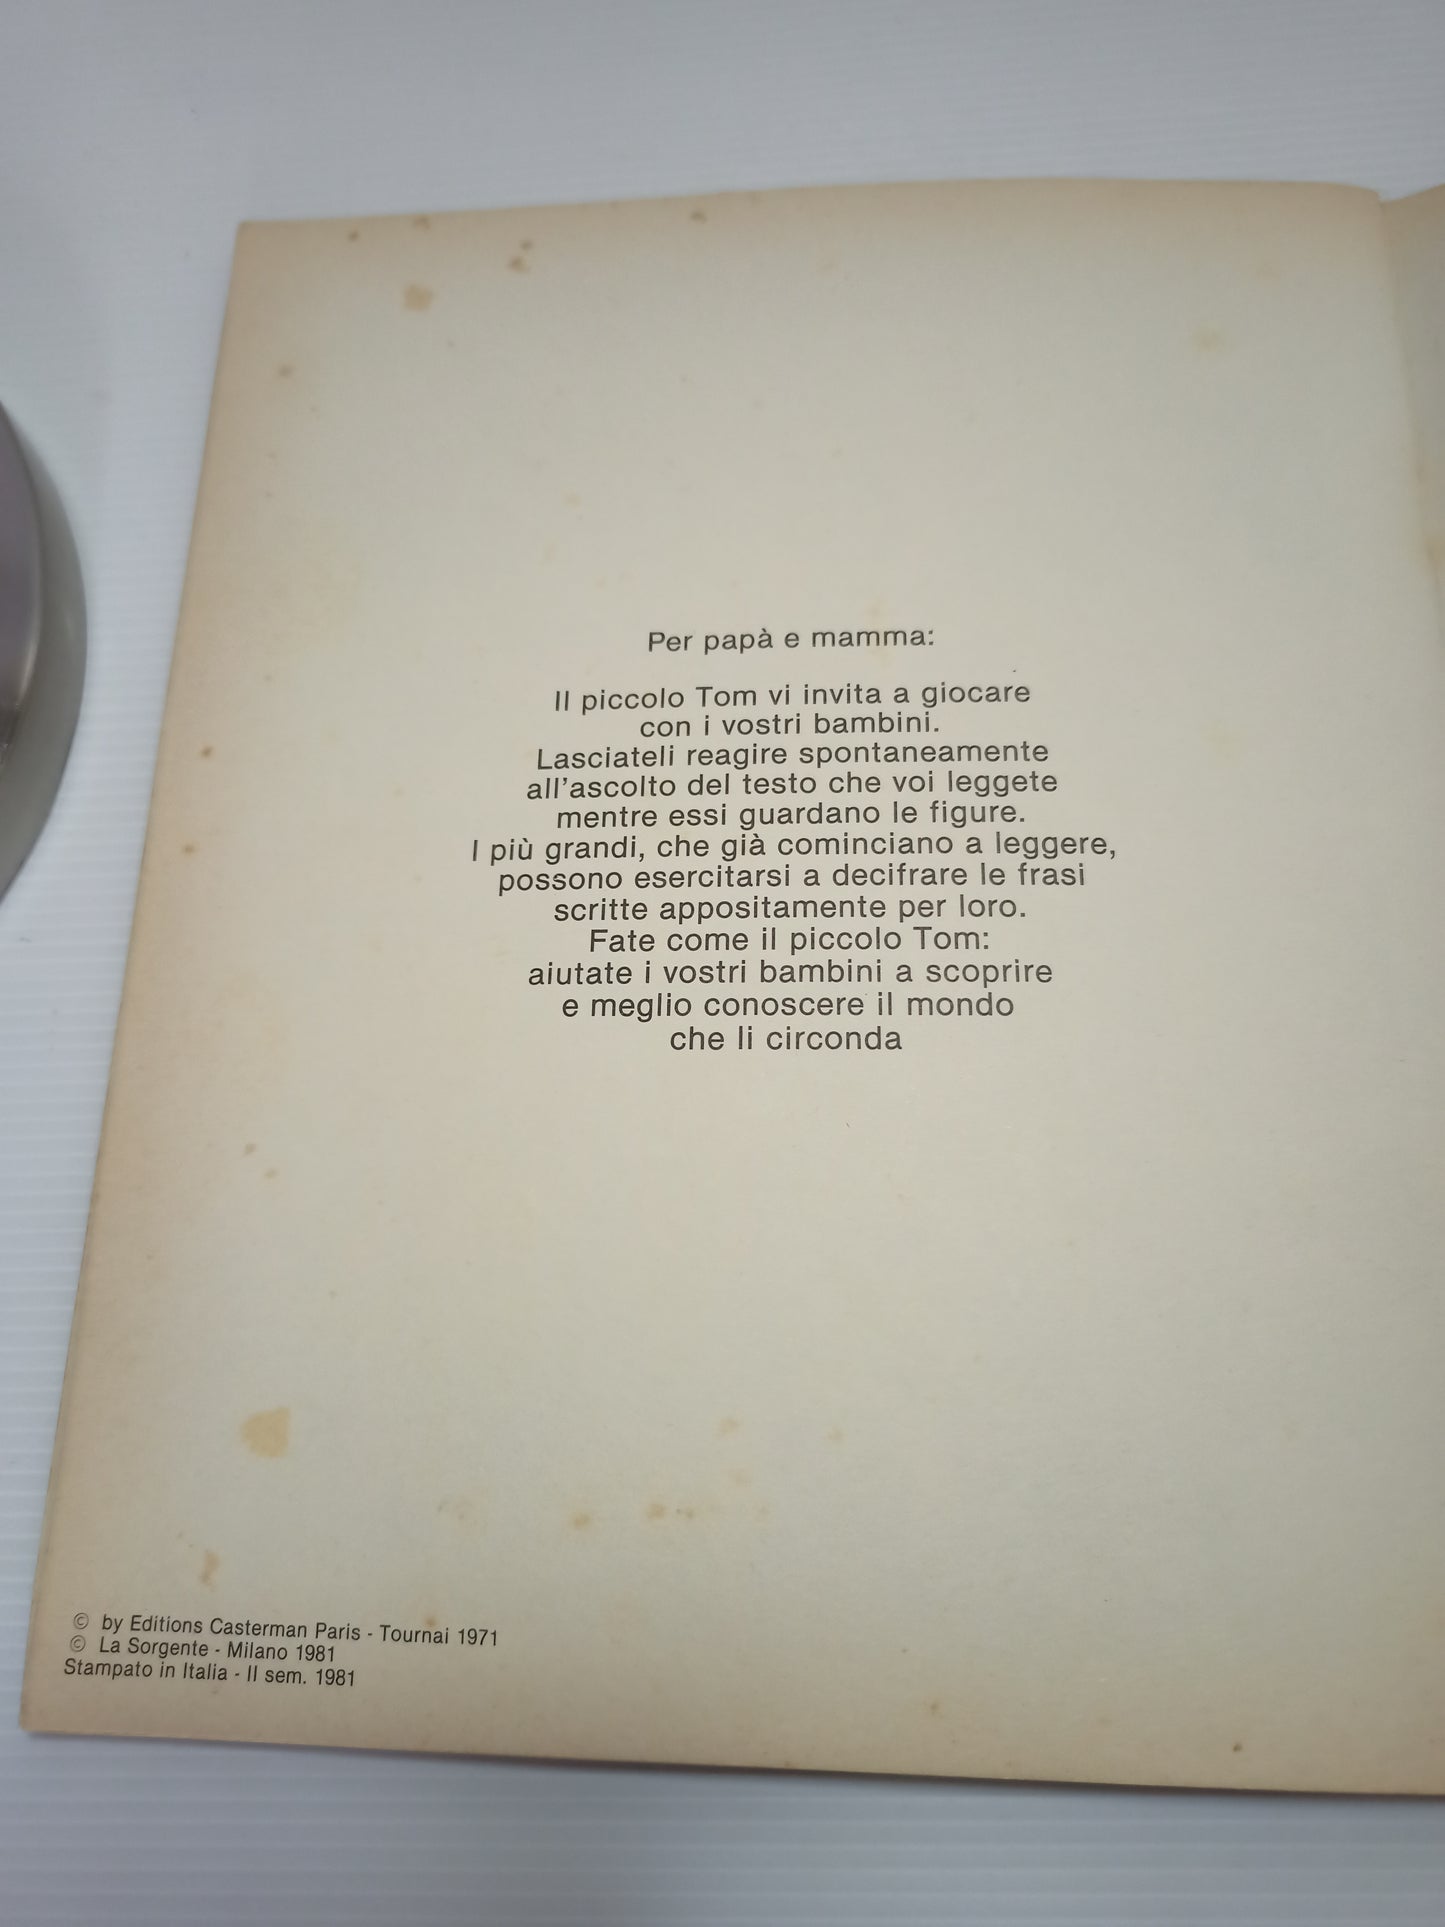 Per papà e mamma:
Il piccolo Tom vi invita a giocare
con i vostri bambini.
Lasciateli reagire spontaneamente
all'ascolto del testo che voi leggete
mentre essi guardano le figure.
I più grandi, che già cominciano a leggere,
possono esercitarsi a decifrare le frasi
scritte appositamente per loro.
Fate come il piccolo Tom:
aiutate i vostri bambini a scoprire
e meglio conoscere il mondo
che li circonda
© by Editions Casterman Paris - Tournai 1971
© La Sorgente - Milano 1981
Stampato in Italia - II sem. 1981